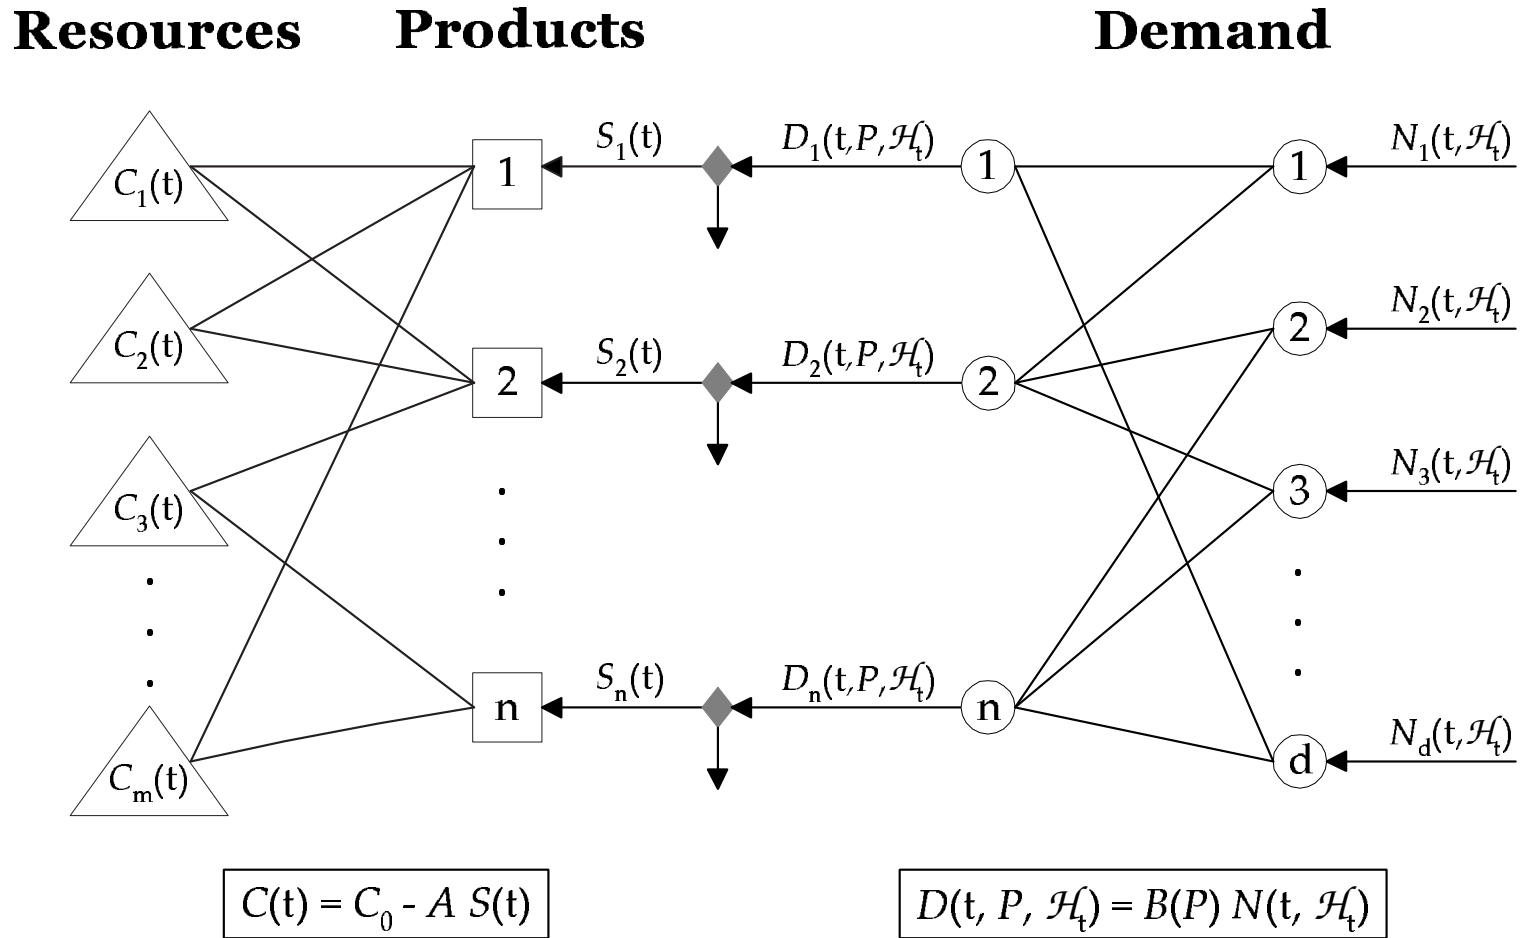 Resources Products Demand
C₁(t) 1 S₁(t) D₁(t, P, ℋₜ) 1 1 N₁(t, ℋₜ)
C₂(t) 2 N₂(t, ℋₜ)
2 S₂(t) D₂(t, P, ℋₜ) 2
C₃(t) 3 N₃(t, ℋₜ)
. . .
. . .
. . .
n Sₙ(t) Dₙ(t, P, ℋₜ) n
Cₘ(t) d N_d(t, ℋₜ)
C(t) = C₀ - A S(t)
D(t, P, ℋₜ) = B(P) N(t, ℋₜ)